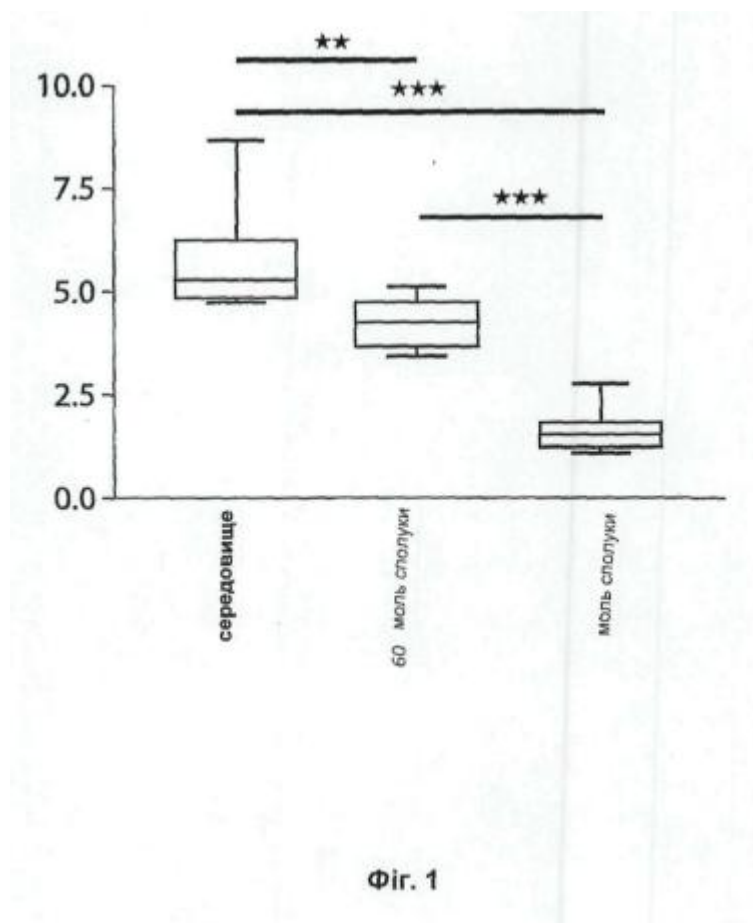 ★★
10.0
★★★
7.5
★★★
5.0
2.5
0.0
середовище
60 моль сполуки
моль сполуки
Фіг. 1